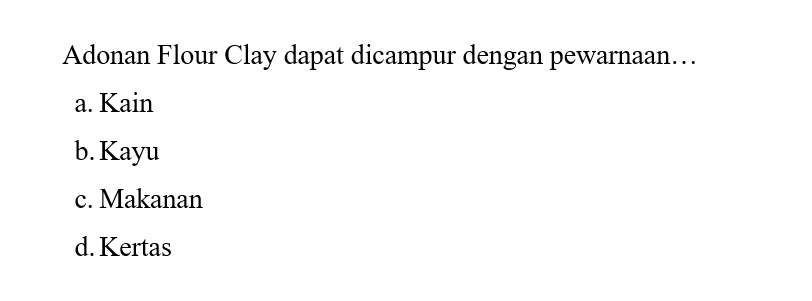 Adonan Flour Clay dapat dicampur dengan pewarnaan…
a. Kain
b. Kayu
c. Makanan
d. Kertas